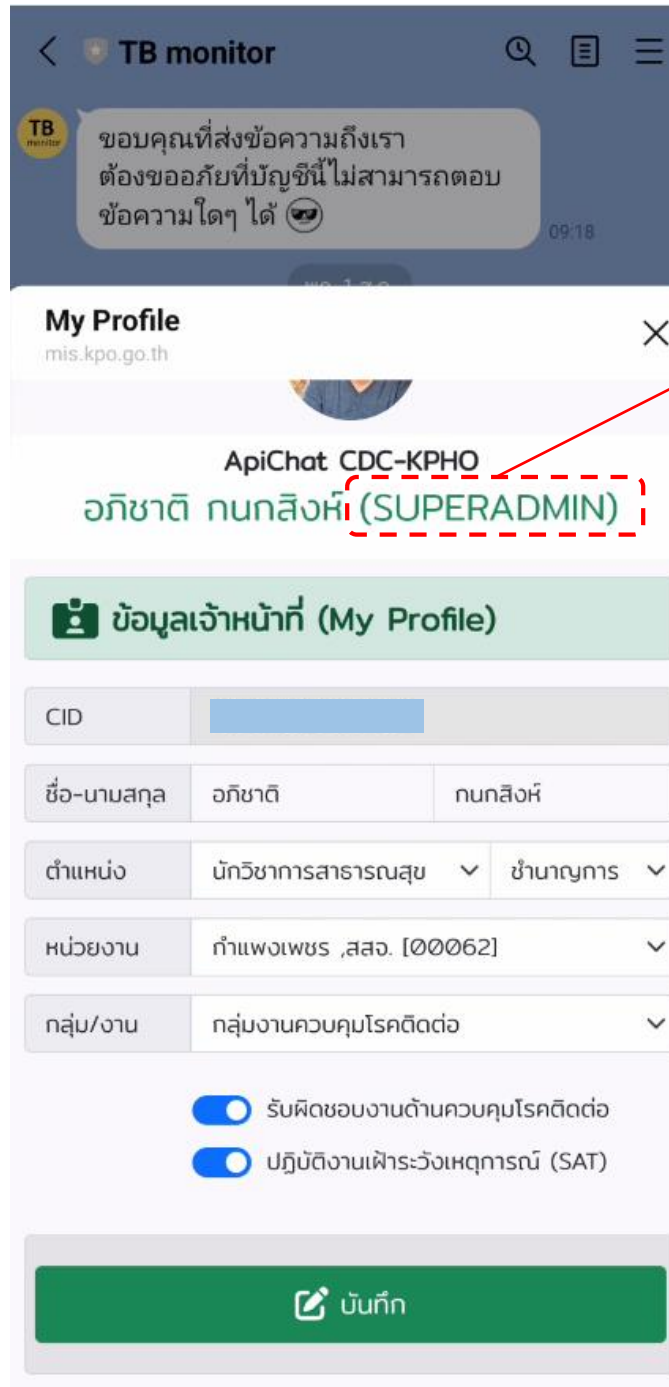 TB monitor
TB
monitor
ขอบคุณที่ส่งข้อความถึงเรา
ต้องขออภัยที่บัญชีนี้ไม่สามารถตอบ
ข้อความใดๆ ได้
09:18
My Profile
mis.kpo.go.th
ApiChat CDC-KPHO
อภิชาติ กนกสิงห์ (SUPERADMIN)
ข้อมูลเจ้าหน้าที่ (My Profile)
CID
ชื่อ-นามสกุล อภิชาติ กนกสิงห์
ตำแหน่ง นักวิชาการสาธารณสุข ชำนาญการ
หน่วยงาน กำแพงเพชร ,สสจ. [00062]
กลุ่ม/งาน กลุ่มงานควบคุมโรคติดต่อ
รับผิดชอบงานด้านควบคุมโรคติดต่อ
ปฏิบัติงานเฝ้าระวังเหตุการณ์ (SAT)
บันทึก